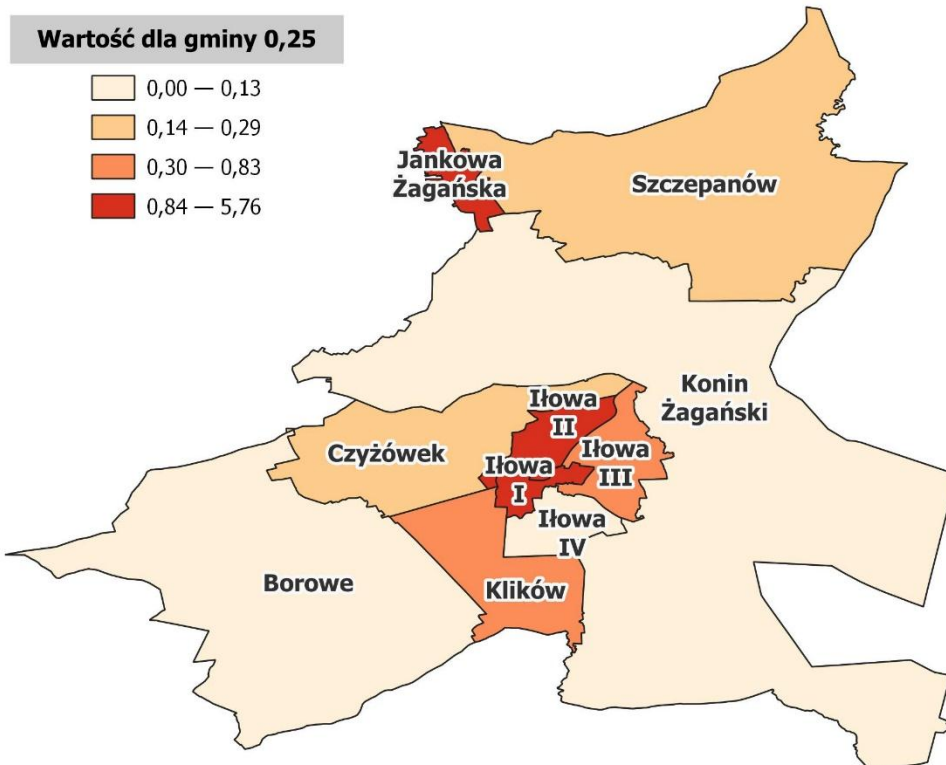 Wartość dla gminy 0,25
0,00 — 0,13
0,14 — 0,29
0,30 — 0,83
0,84 — 5,76
Jankowa
Żagańska
Szczepanów
Konin
Żagański
Iłowa
II
Czyżówek
Iłowa
III
Iłowa
I
Iłowa
IV
Borowe
Klików